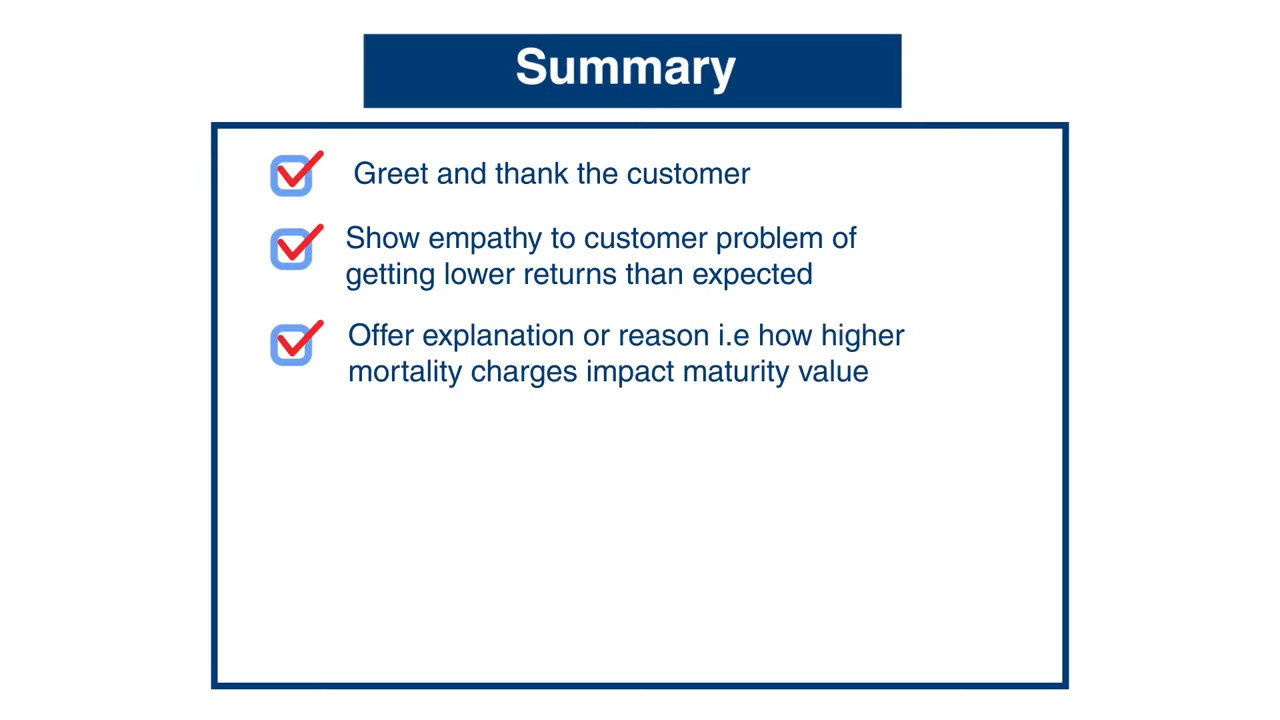 Summary
Greet and thank the customer
Show empathy to customer problem of
getting lower returns than expected
Offer explanation or reason i.e how higher
mortality charges impact maturity value